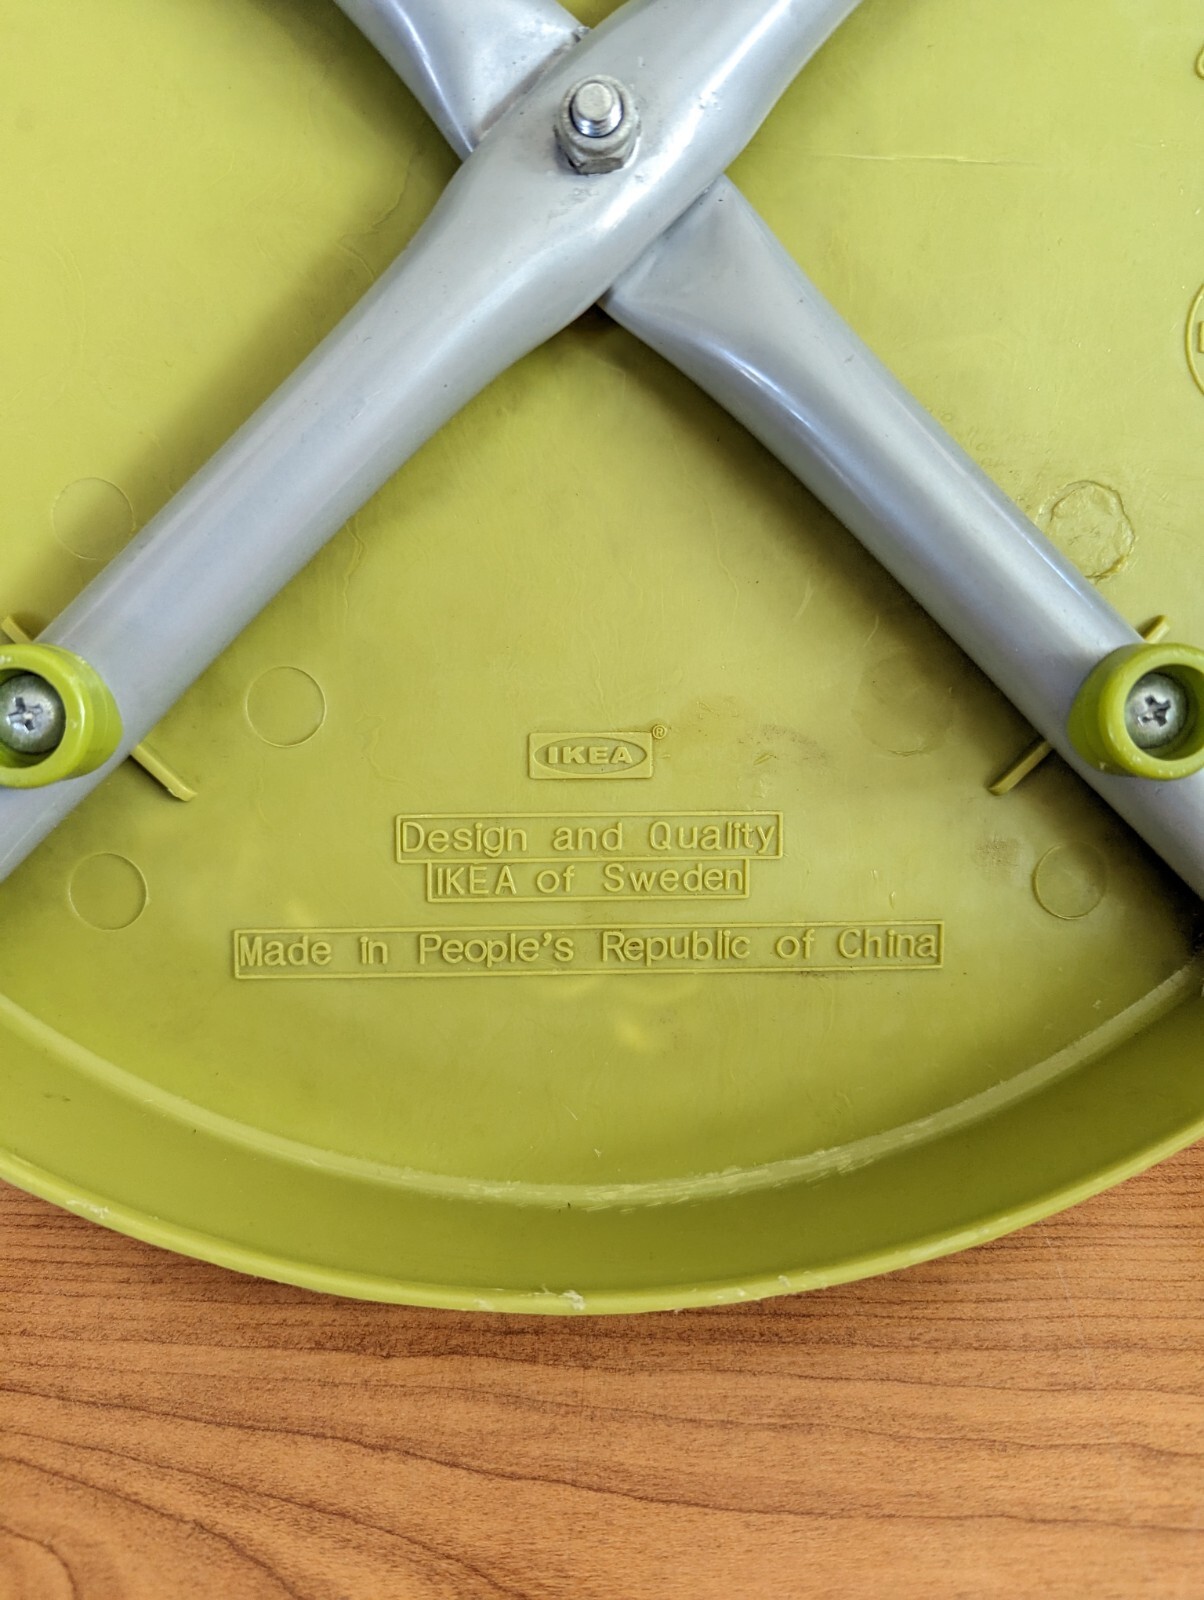 IKEA®
Design and Quality
IKEA of Sweden
Made in People's Republic of China